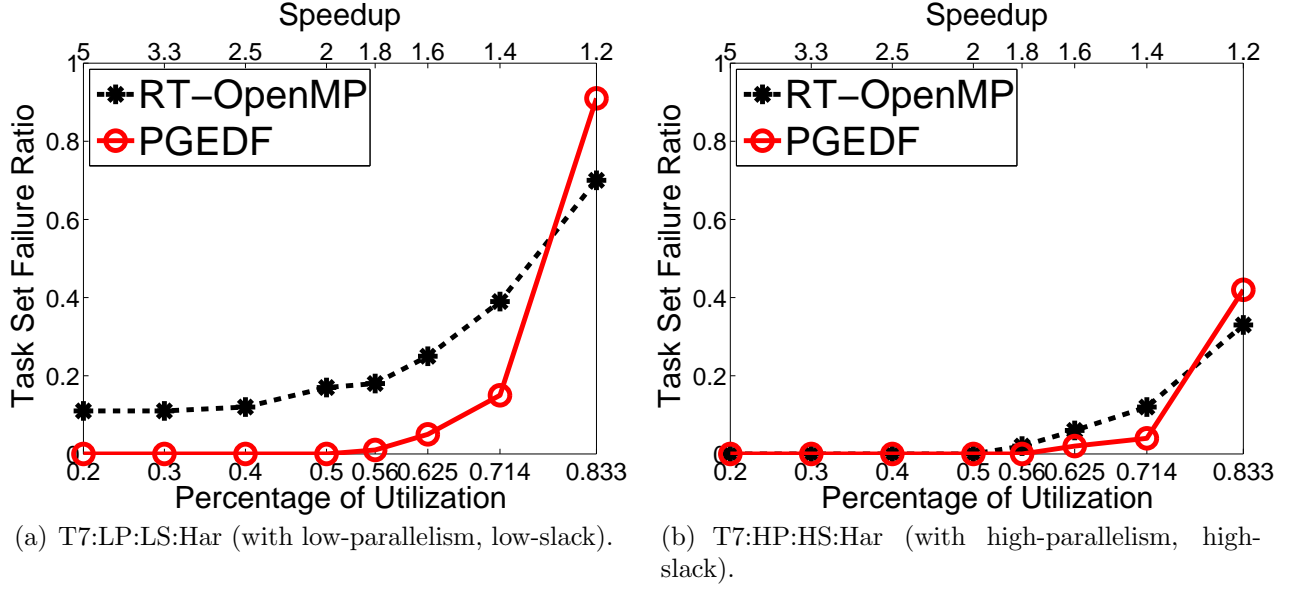 Speedup
5 3.3 2.5 2 1.8 1.6 1.4 1.2
1
RT-OpenMP
PGEDF
0.8
0.6
0.4
0.2
0
Task Set Failure Ratio
0.2 0.3 0.4 0.5 0.56 0.625 0.714 0.833
Percentage of Utilization
(a) T7:LP:LS:Har (with low-parallelism, low-slack).
Speedup
5 3.3 2.5 2 1.8 1.6 1.4 1.2
1
RT-OpenMP
PGEDF
0.8
0.6
0.4
0.2
0
Task Set Failure Ratio
0.2 0.3 0.4 0.5 0.56 0.625 0.714 0.833
Percentage of Utilization
(b) T7:HP:HS:Har (with high-parallelism, high-
slack).